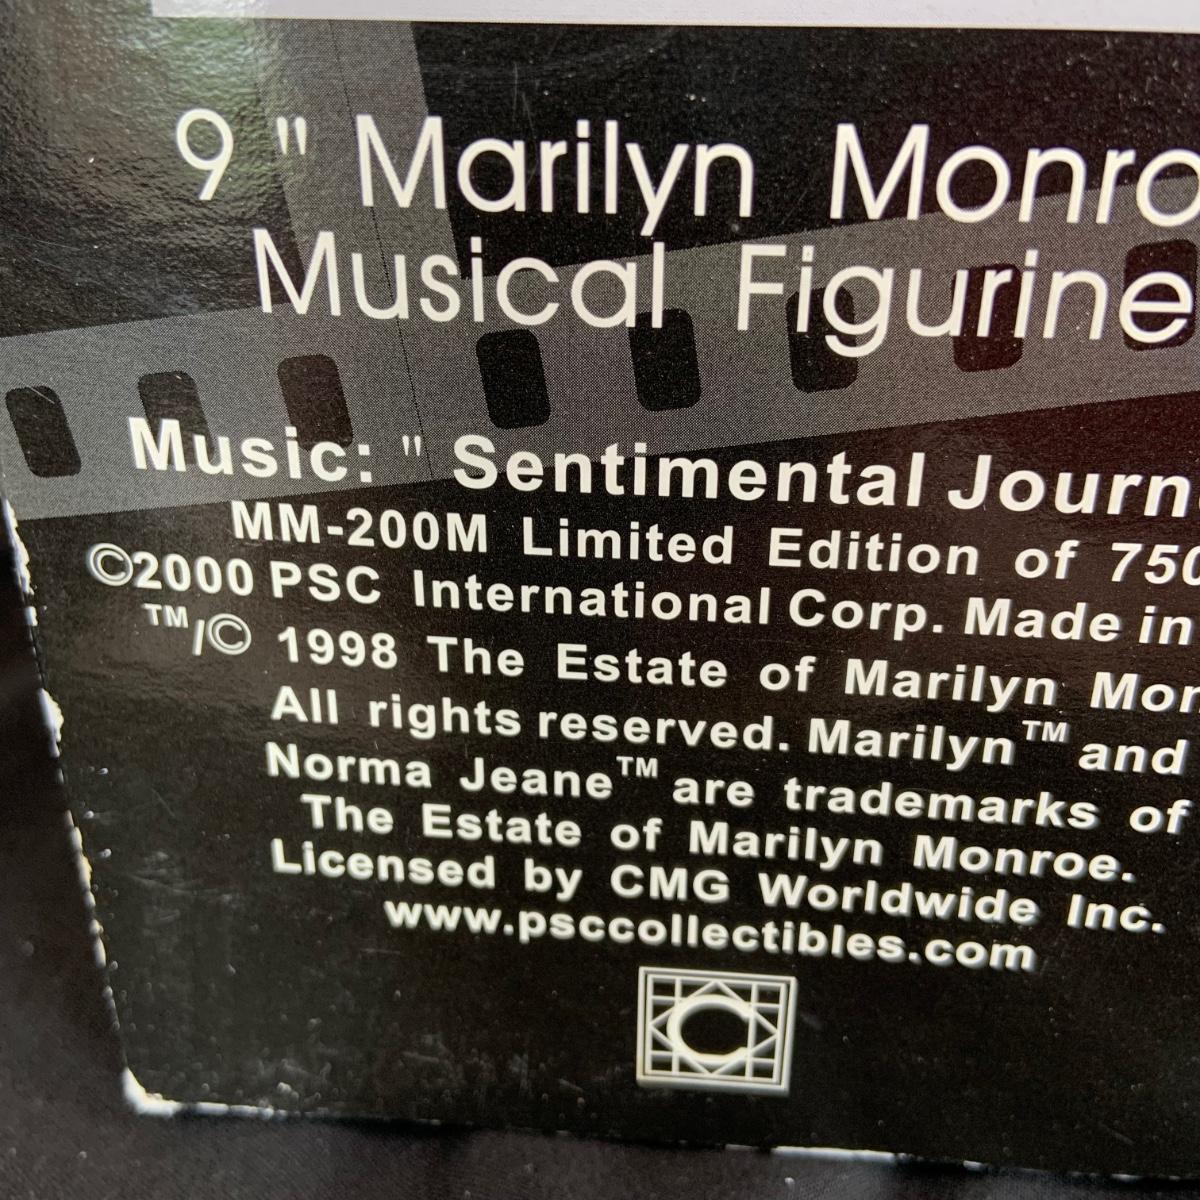 9 " Marilyn Monro
Musical Figurine
Music: " Sentimental Journ
MM-200M Limited Edition of 750
©2000 PSC International Corp. Made in
™/© 1998 The Estate of Marilyn Mon
All rights reserved. Marilyn™ and
Norma Jeane™ are trademarks of
The Estate of Marilyn Monroe.
Licensed by CMG Worldwide Inc.
www.psccollectibles.com
C